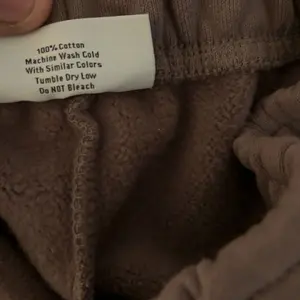 100% Cotton
Machine Wash Cold
With Similar Colors
Tumble Dry Low
Do NOT Bleach